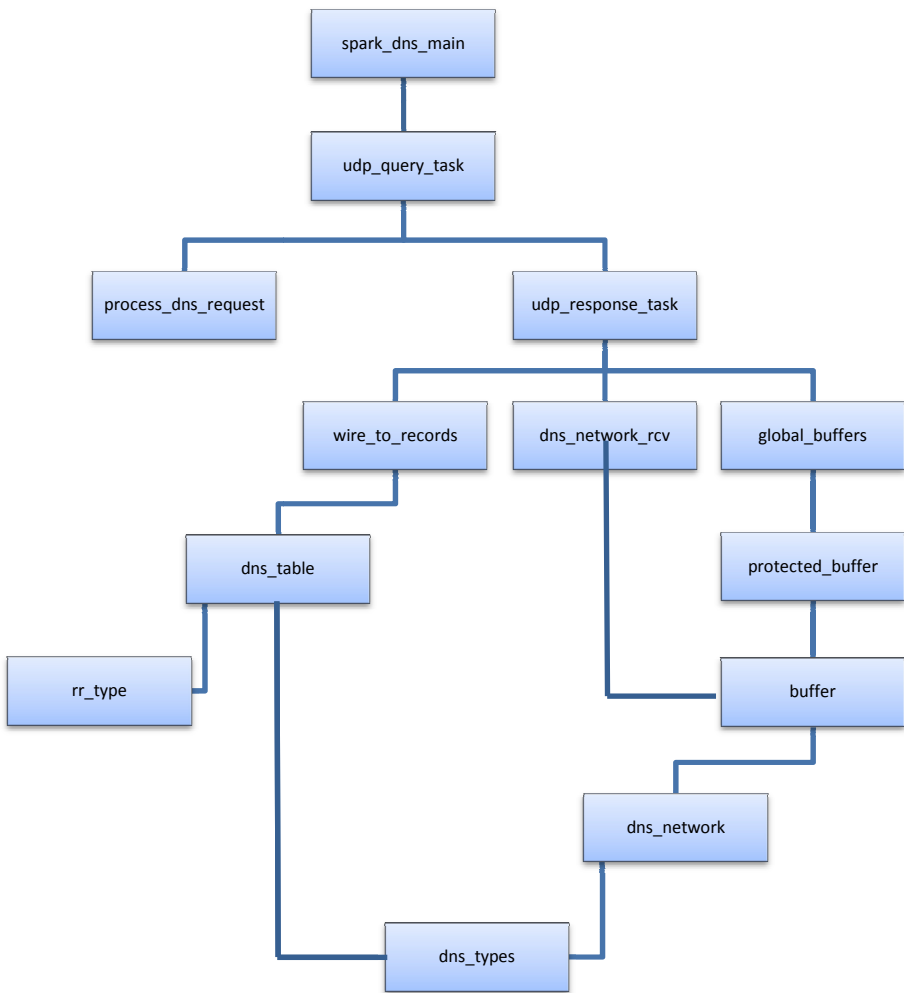 spark_dns_main
udp_query_task
process_dns_request
udp_response_task
wire_to_records
dns_network_rcv
global_buffers
dns_table
protected_buffer
rr_type
buffer
dns_network
dns_types